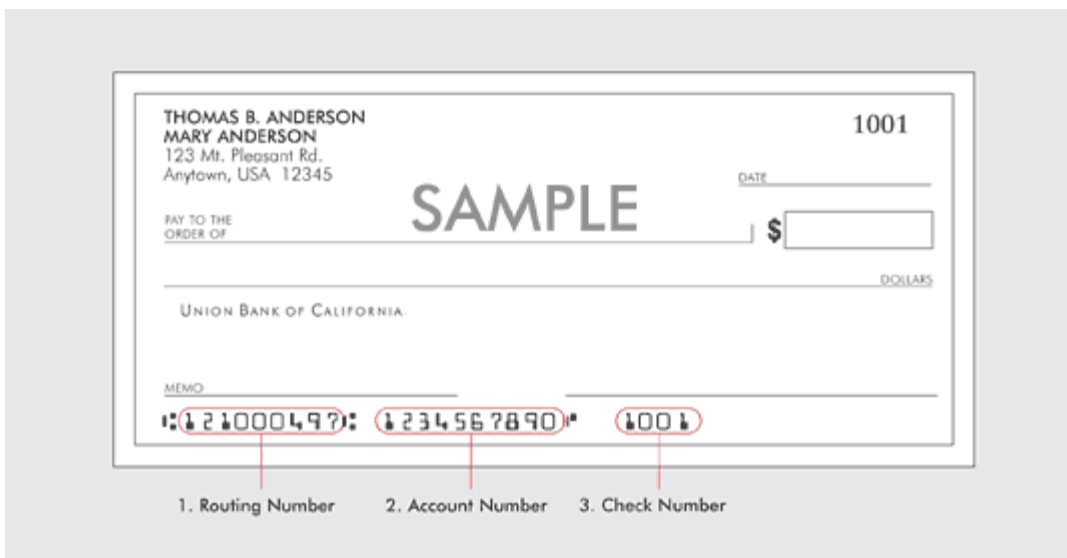 THOMAS B. ANDERSON
MARY ANDERSON
123 Mt. Pleasant Rd.
Anytown, USA 12345
1001
DATE
SAMPLE
PAY TO THE
ORDER OF
$
DOLLARS
UNION BANK OF CALIFORNIA
MEMO
⑆121000497⑆ 1234567890⑈ 1001
1. Routing Number 2. Account Number 3. Check Number